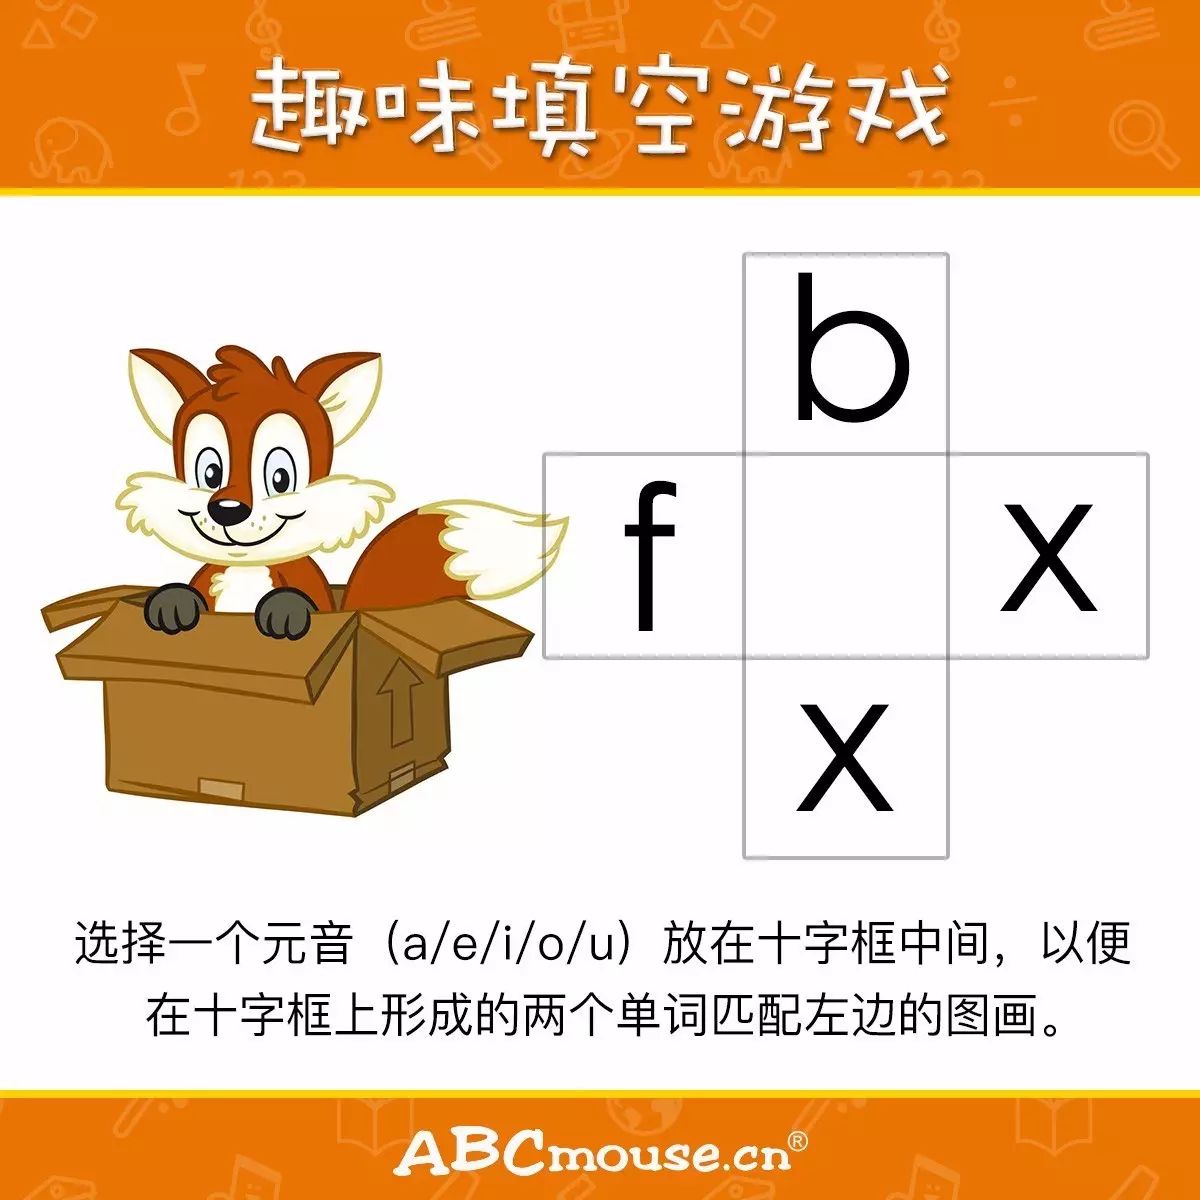 趣味填空游戏
b
f x
x
选择一个元音（a/e/i/o/u）放在十字框中间，以便
在十字框上形成的两个单词匹配左边的图画。
ABCmouse.cn®